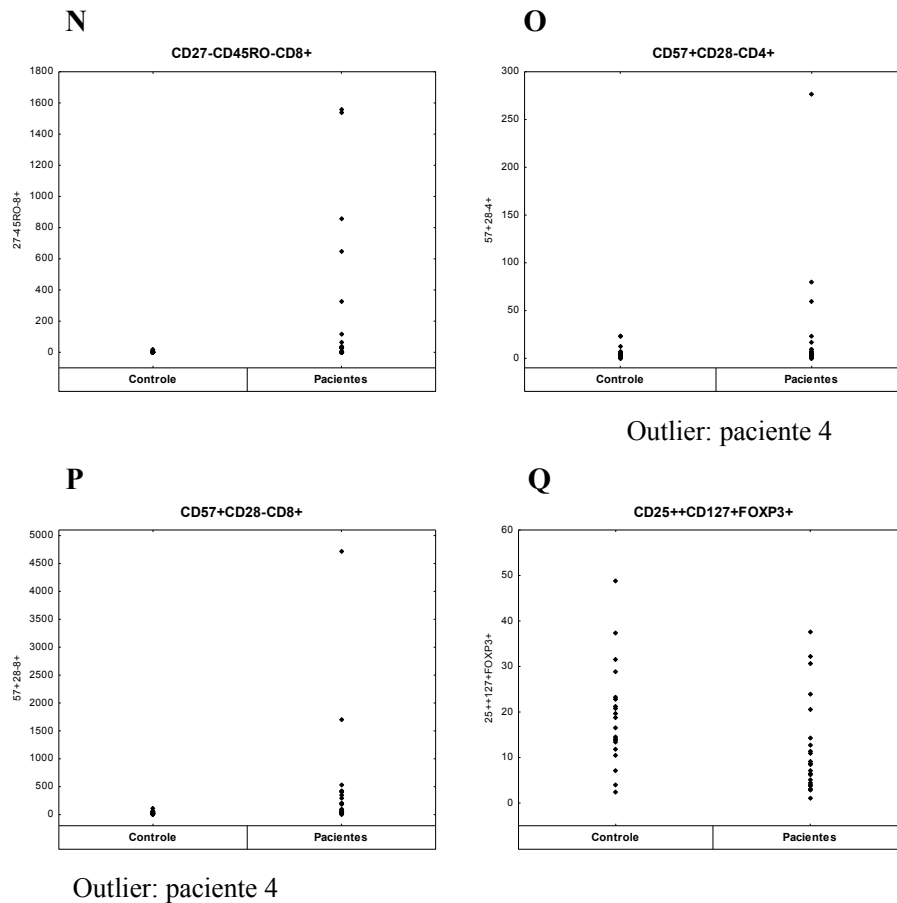 N
CD27-CD45RO-CD8+
1800
1600
1400
1200
1000
800
600
400
200
0
27-45RO-8+
Controle Pacientes
O
CD57+CD28-CD4+
300
250
200
150
100
50
0
57+28-4+
Controle Pacientes
Outlier: paciente 4
P
CD57+CD28-CD8+
5000
4500
4000
3500
3000
2500
2000
1500
1000
500
0
57+28-8+
Controle Pacientes
Outlier: paciente 4
Q
CD25++CD127+FOXP3+
60
50
40
30
20
10
0
25++127+FOXP3+
Controle Pacientes